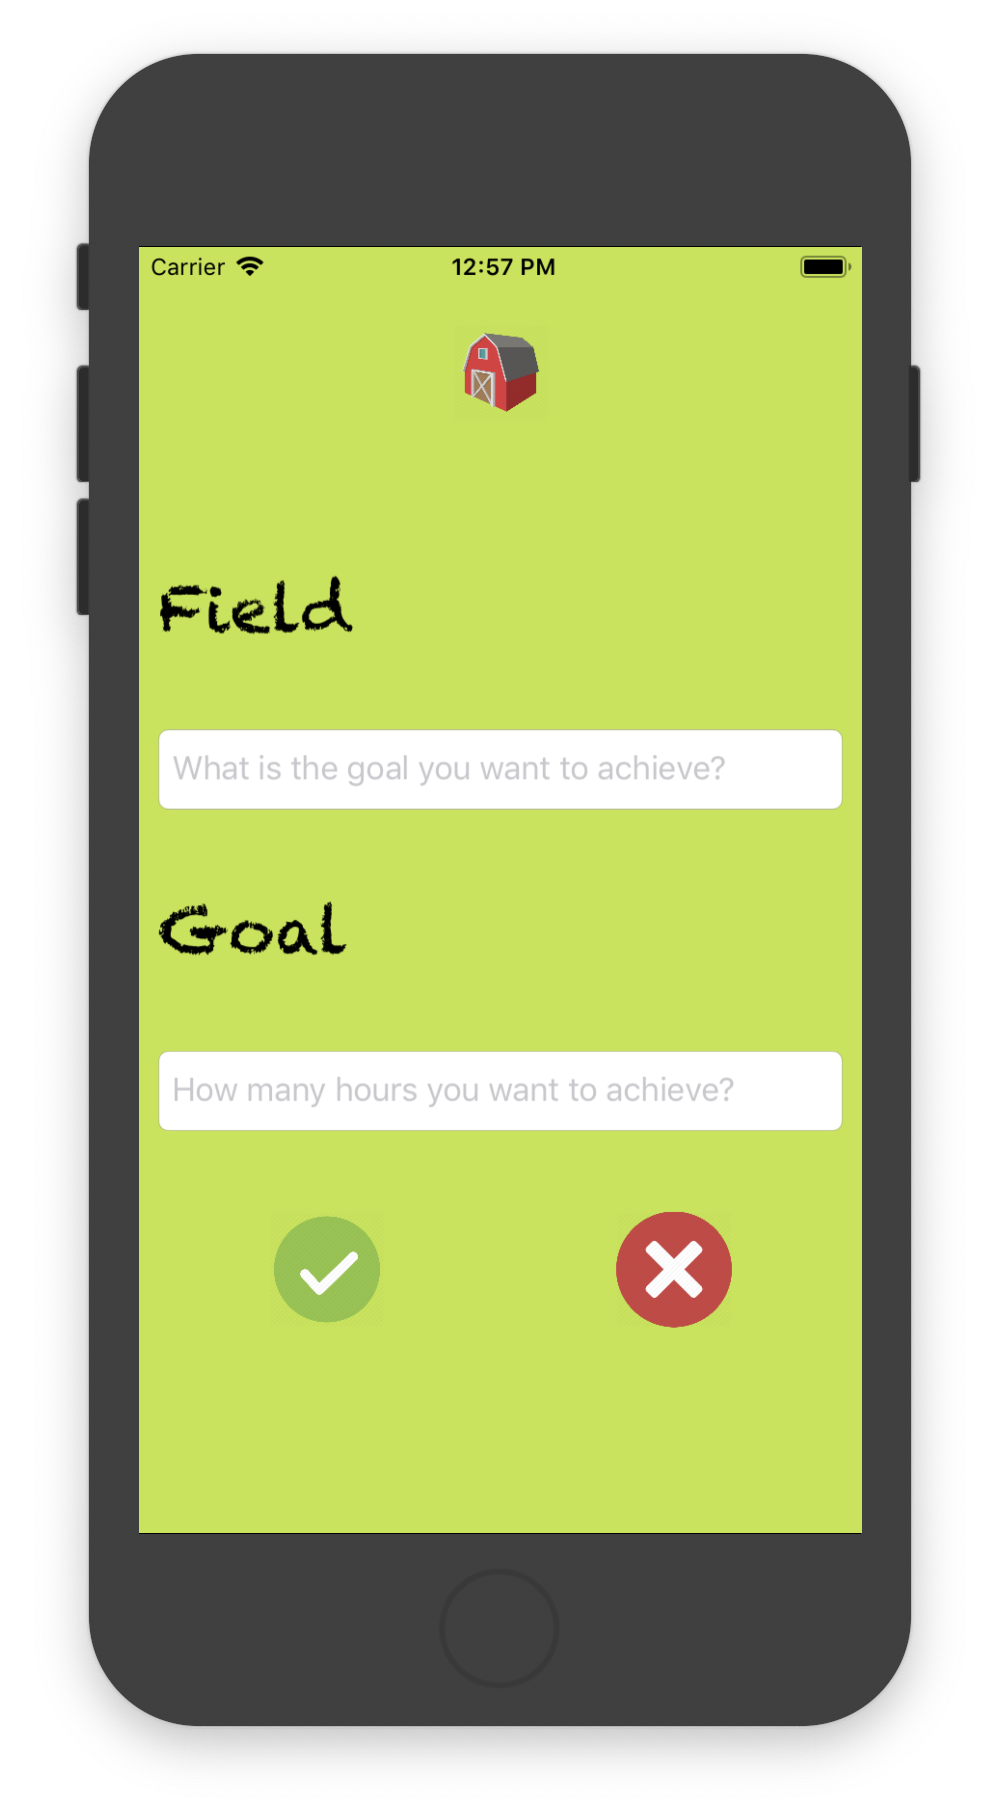 Carrier 12:57 PM
Field
What is the goal you want to achieve?
Goal
How many hours you want to achieve?